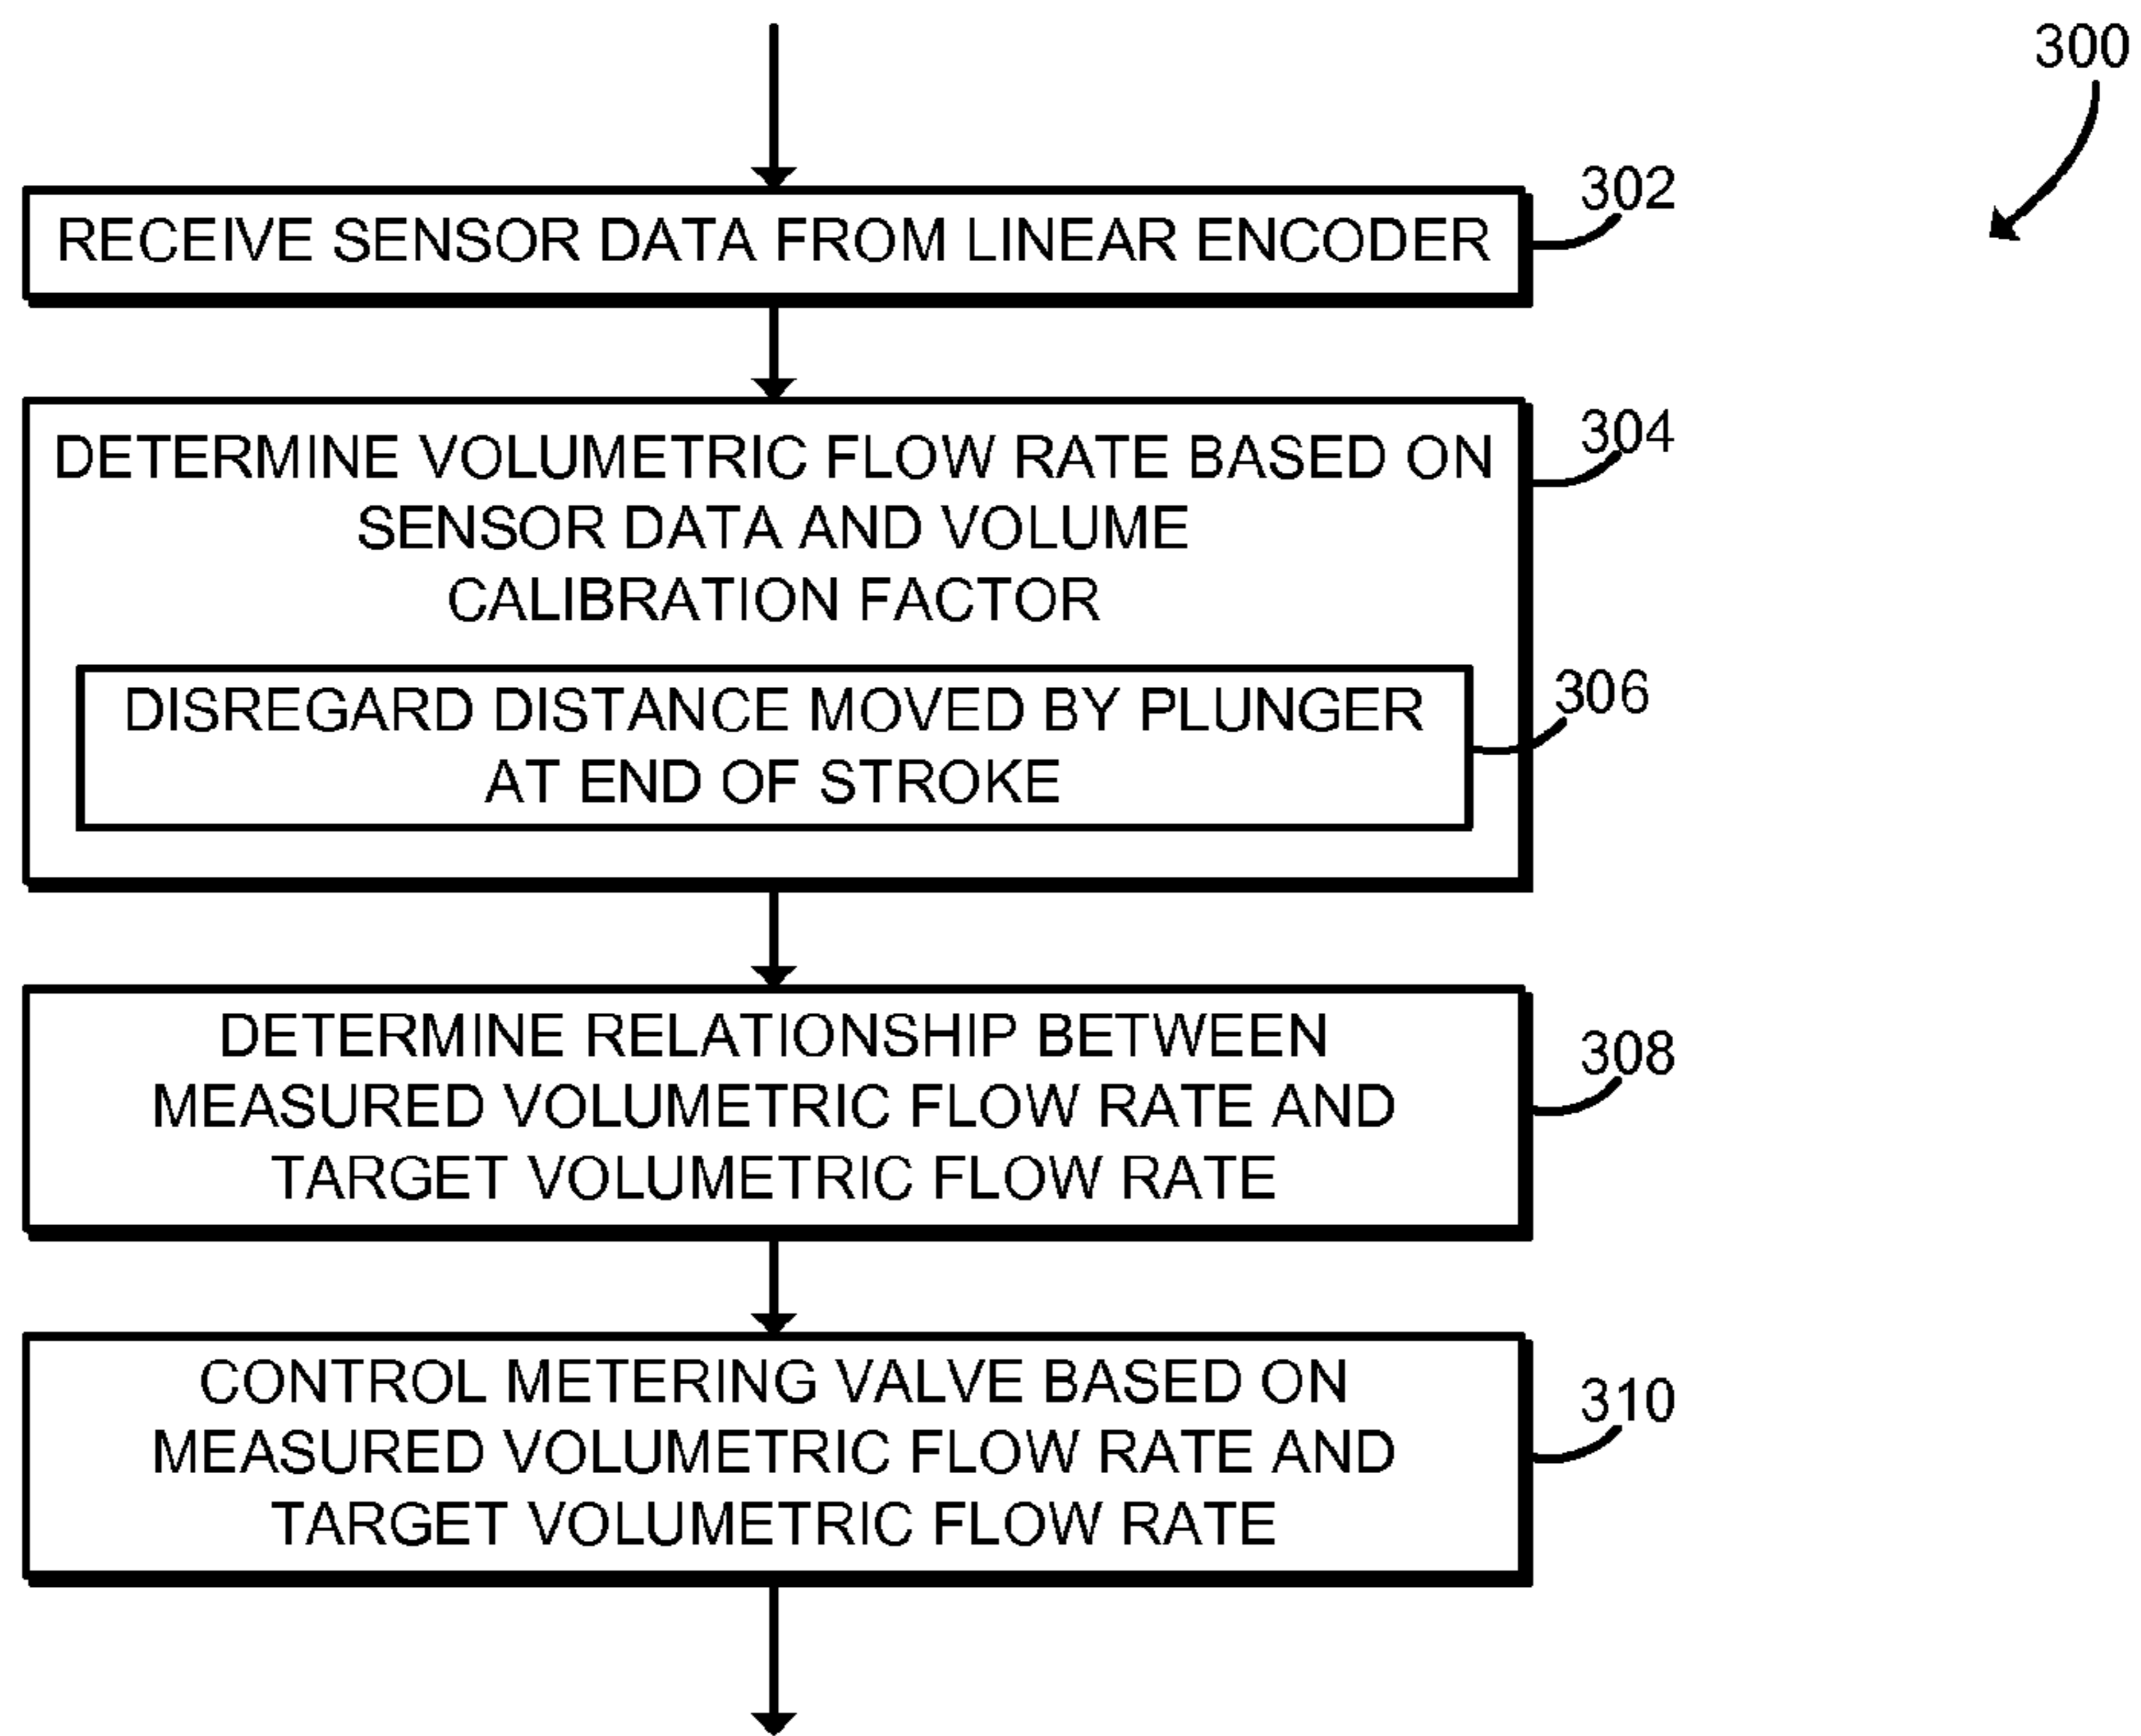 300
RECEIVE SENSOR DATA FROM LINEAR ENCODER
302
DETERMINE VOLUMETRIC FLOW RATE BASED ON
SENSOR DATA AND VOLUME
CALIBRATION FACTOR
304
DISREGARD DISTANCE MOVED BY PLUNGER
AT END OF STROKE
306
DETERMINE RELATIONSHIP BETWEEN
MEASURED VOLUMETRIC FLOW RATE AND
TARGET VOLUMETRIC FLOW RATE
308
CONTROL METERING VALVE BASED ON
MEASURED VOLUMETRIC FLOW RATE AND
TARGET VOLUMETRIC FLOW RATE
310